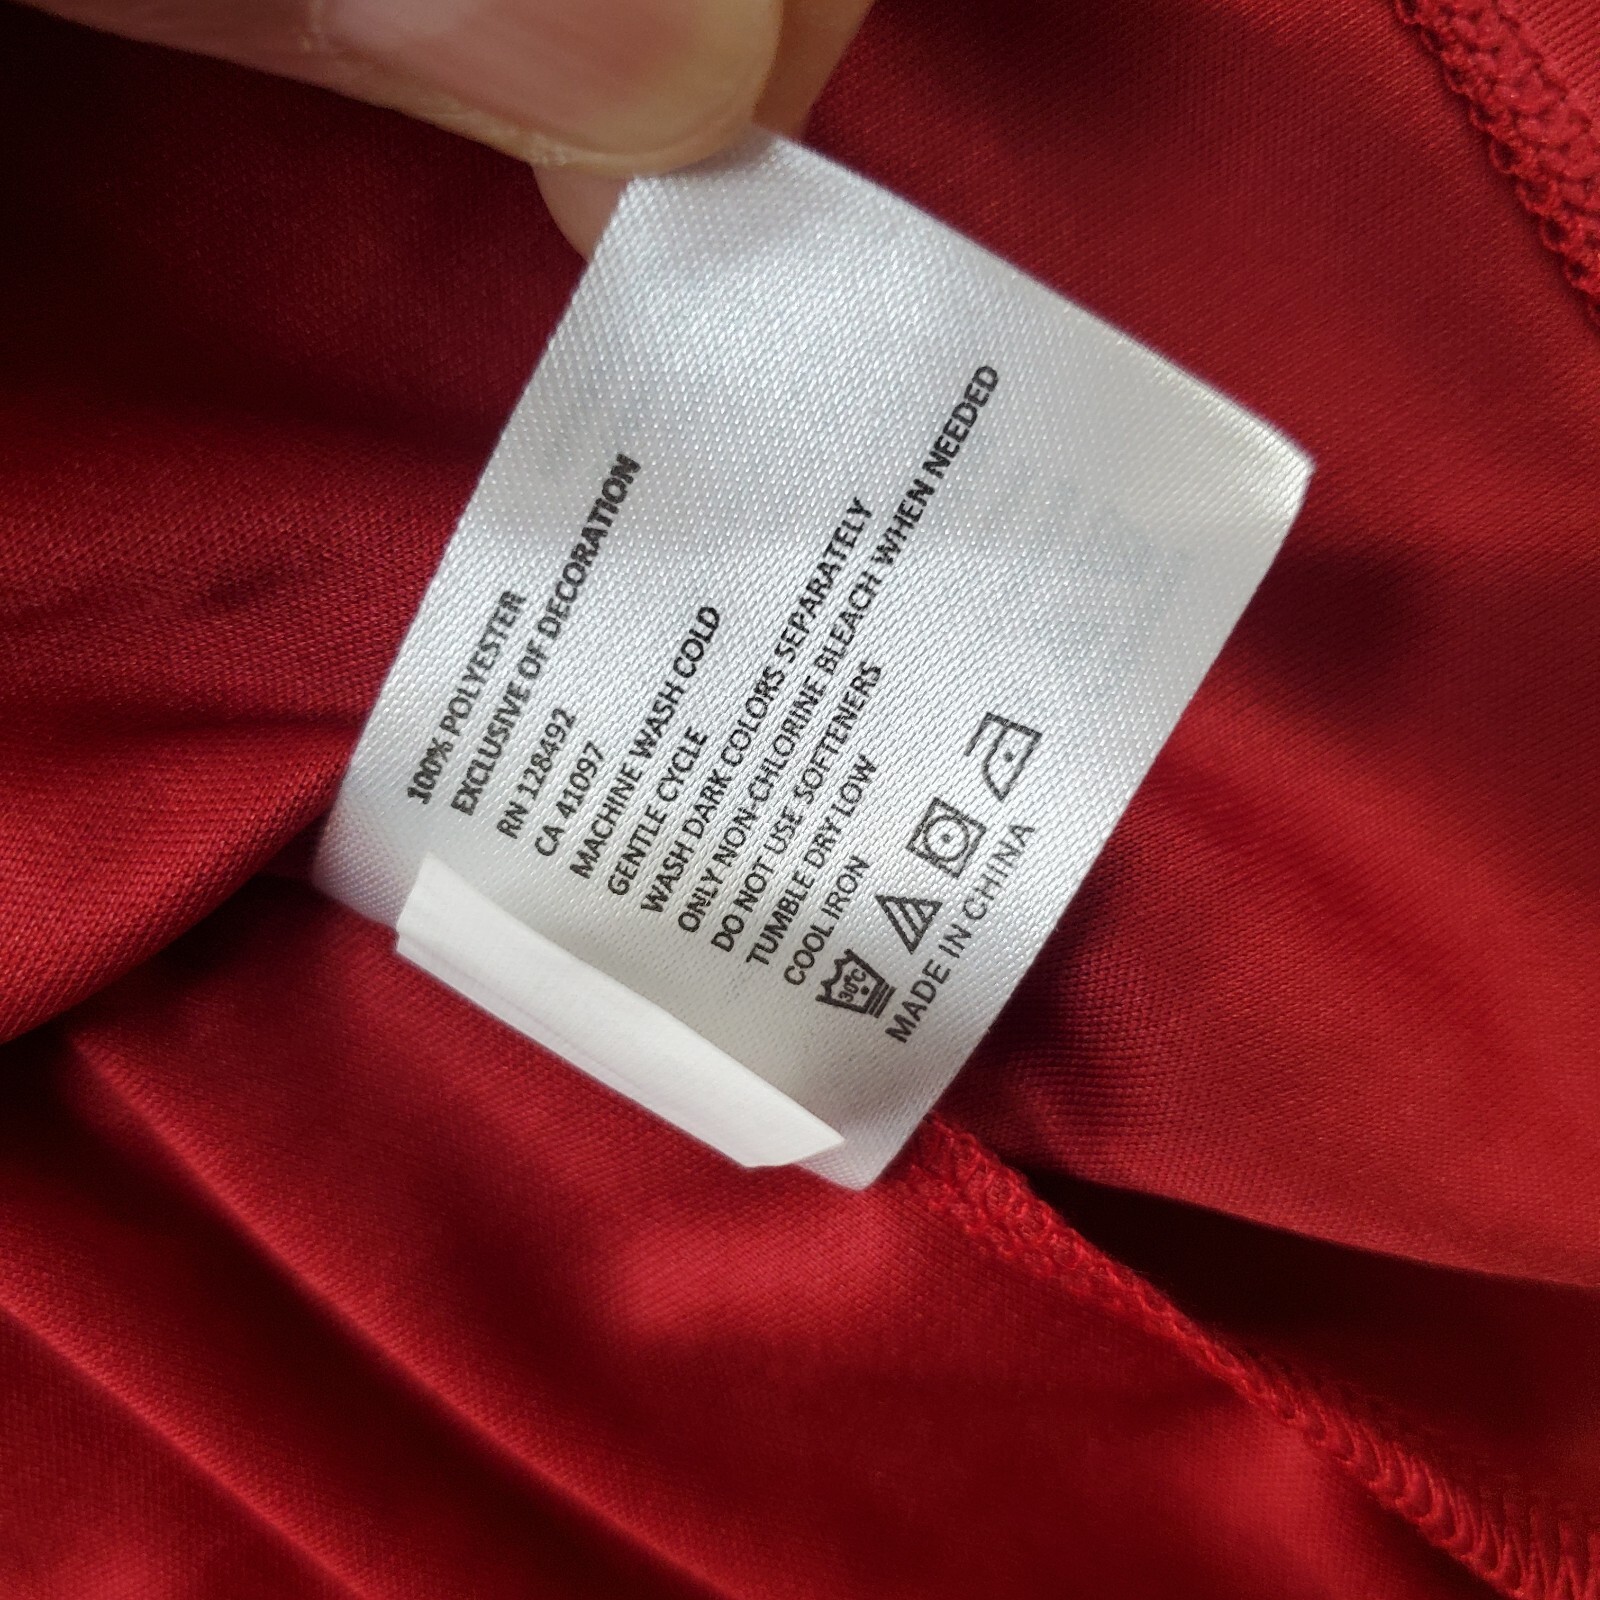 100% POLYESTER
EXCLUSIVE OF DECORATION
RN 128492
CA 41097
MACHINE WASH COLD
GENTLE CYCLE
WASH DARK COLORS SEPARATELY
ONLY NON-CHLORINE BLEACH WHEN NEEDED
DO NOT USE SOFTENERS
TUMBLE DRY LOW
COOL IRON
30°C
MADE IN CHINA